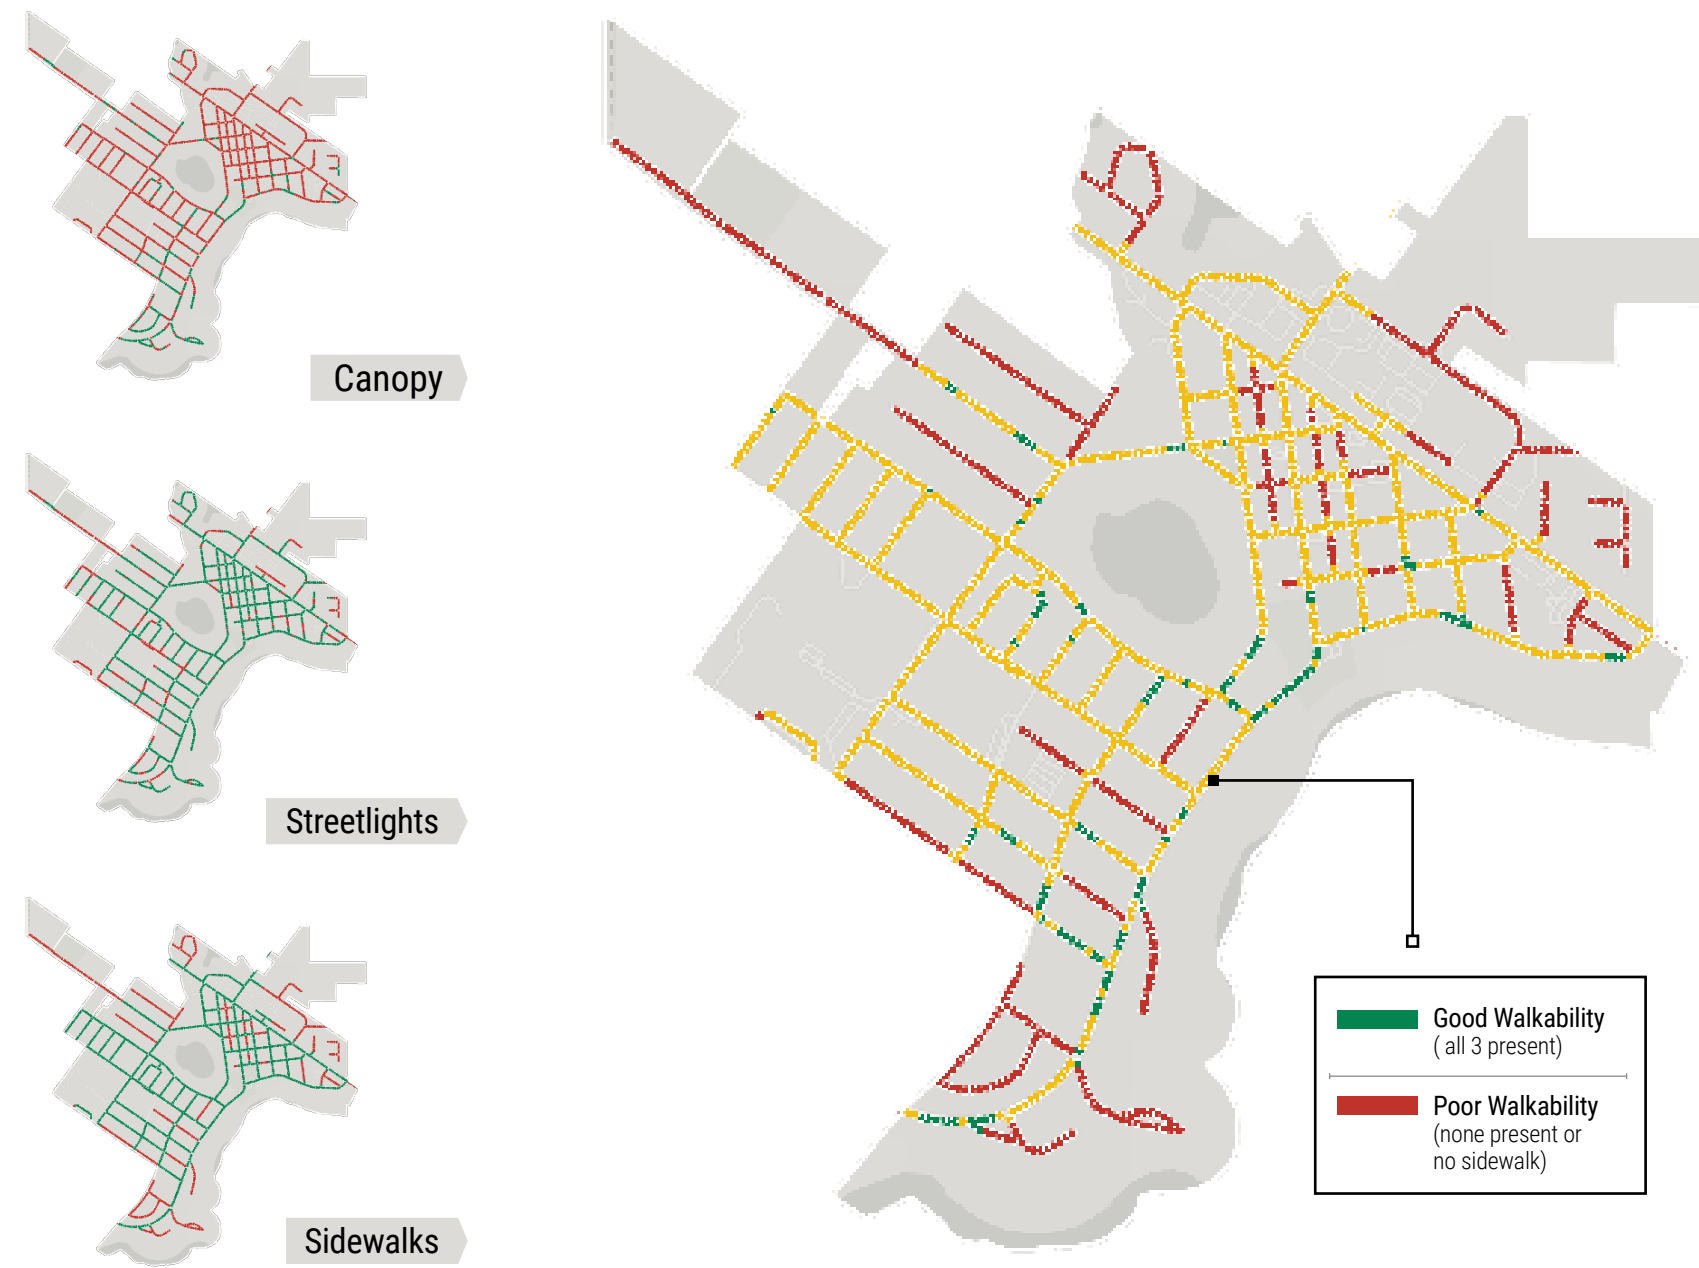 Canopy
Streetlights
Sidewalks
Good Walkability
( all 3 present)
Poor Walkability
(none present or
no sidewalk)